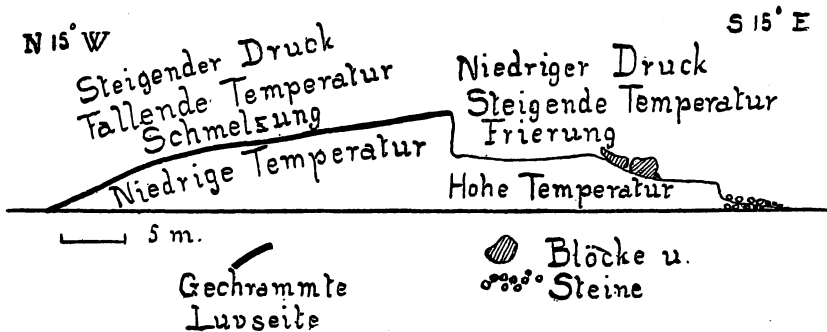 N 15° W
S 15° E
Steigender Druck
Fallende Temperatur
Schmelzung
Niedrige Temperatur
Niedriger Druck
Steigende Temperatur
Frierung
Hohe Temperatur
5 m.
Gechrammte
Luvseite
Blöcke u.
Steine